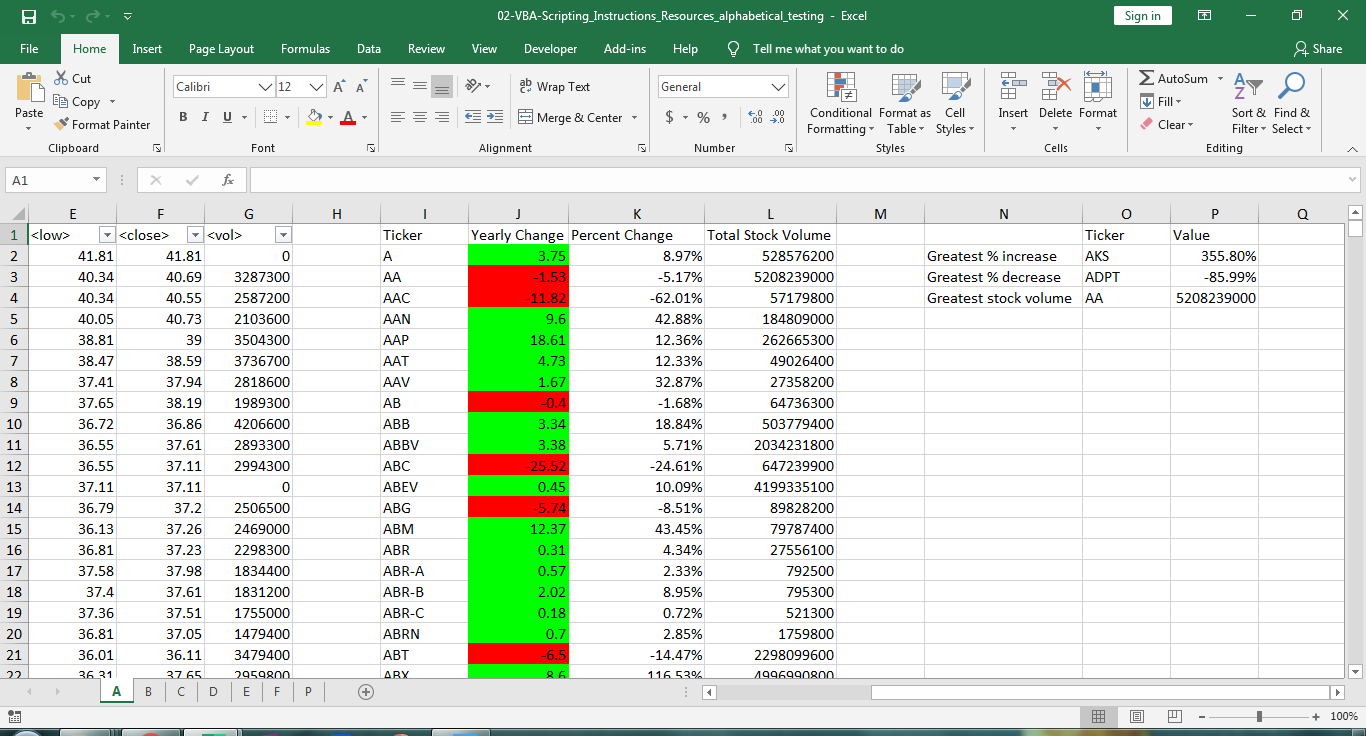 02-VBA-Scripting_Instructions_Resources_alphabetical_testing - Excel
Sign in
File Home Insert Page Layout Formulas Data Review View Developer Add-ins Help Tell me what you want to do Share
Paste
Cut
Copy
Format Painter
Clipboard
Calibri 12
B I U
Font
Wrap Text
Merge & Center
Alignment
General
$ % ,
Number
Conditional Formatting
Format as Table
Cell Styles
Styles
Insert Delete Format
Cells
AutoSum
Fill
Clear
Sort & Filter
Find & Select
Editing
A1 fx
E F G H I J K L M N O P Q
1 <low> <close> <vol> Ticker Yearly Change Percent Change Total Stock Volume Ticker Value
2 41.81 41.81 0 A 3.75 8.97% 528576200 Greatest % increase AKS 355.80%
3 40.34 40.69 3287300 AA -1.53 -5.17% 5208239000 Greatest % decrease ADPT -85.99%
4 40.34 40.55 2587200 AAC -11.82 -62.01% 57179800 Greatest stock volume AA 5208239000
5 40.05 40.73 2103600 AAN 9.6 42.88% 184809000
6 38.81 39 3504300 AAP 18.61 12.36% 262665300
7 38.47 38.59 3736700 AAT 4.73 12.33% 49026400
8 37.41 37.94 2818600 AAV 1.67 32.87% 27358200
9 37.65 38.19 1989300 AB -0.4 -1.68% 64736300
10 36.72 36.86 4206600 ABB 3.34 18.84% 503779400
11 36.55 37.61 2893300 ABBV 3.38 5.71% 2034231800
12 36.55 37.11 2994300 ABC -25.52 -24.61% 647239900
13 37.11 37.11 0 ABEV 0.45 10.09% 4199335100
14 36.79 37.2 2506500 ABG -5.74 -8.51% 89828200
15 36.13 37.26 2469000 ABM 12.37 43.45% 79787400
16 36.81 37.23 2298300 ABR 0.31 4.34% 27556100
17 37.58 37.98 1834400 ABR-A 0.57 2.33% 792500
18 37.4 37.61 1831200 ABR-B 2.02 8.95% 795300
19 37.36 37.51 1755000 ABR-C 0.18 0.72% 521300
20 36.81 37.05 1479400 ABRN 0.7 2.85% 1759800
21 36.01 36.11 3479400 ABT -6.5 -14.47% 2298099600
22 36.31 37.65 2959800 ABX 8.6 116.53% 4996990800
A B C D E F P
100%